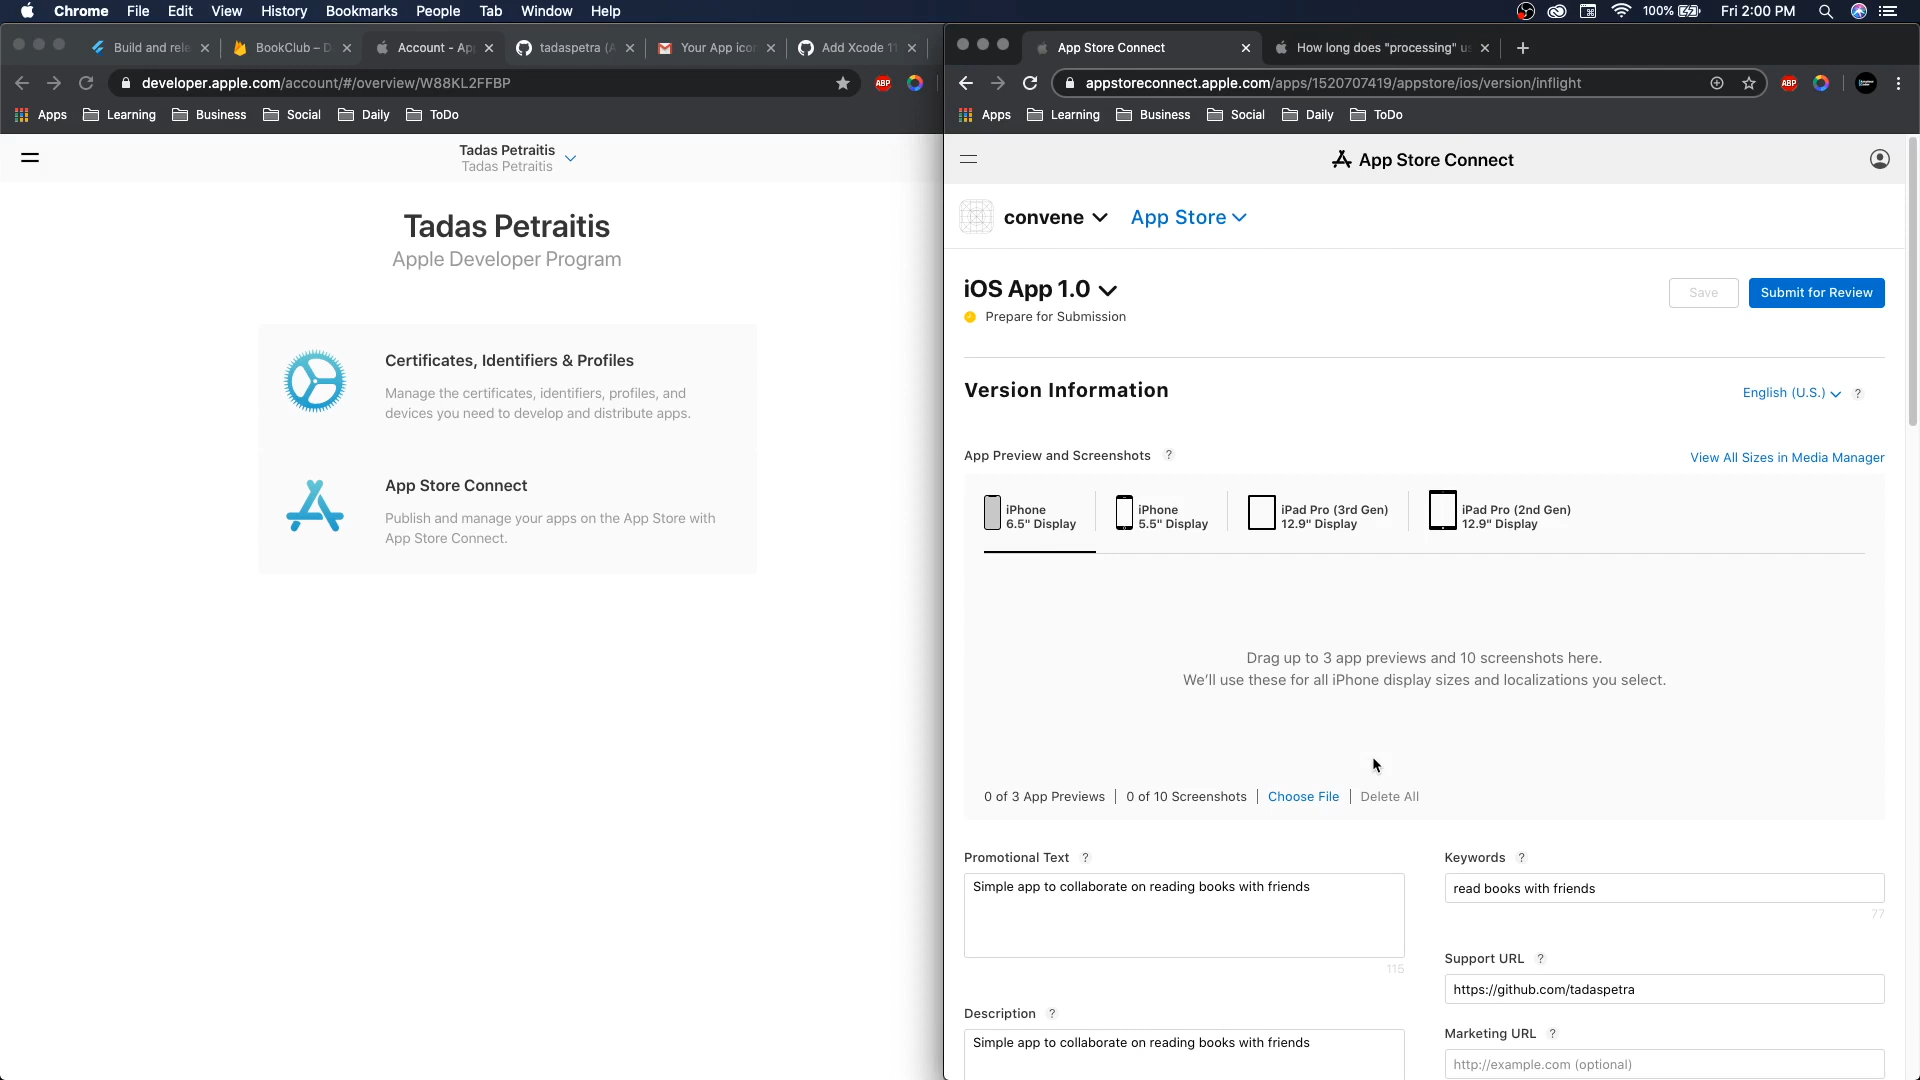 Chrome File Edit View History Bookmarks People Tab Window Help
100% Fri 2:00 PM
Build and rele
BookClub – D
Account - Ap
tadaspetra (A
Your App ico
Add Xcode 11
developer.apple.com/account/#/overview/W88KL2FFBP
ABP
Apps Learning Business Social Daily ToDo
Tadas Petraitis
Tadas Petraitis
Tadas Petraitis
Apple Developer Program
Certificates, Identifiers & Profiles
Manage the certificates, identifiers, profiles, and
devices you need to develop and distribute apps.
App Store Connect
Publish and manage your apps on the App Store with
App Store Connect.
App Store Connect
How long does "processing" us
appstoreconnect.apple.com/apps/1520707419/appstore/ios/version/inflight
ABP
Apps Learning Business Social Daily ToDo
App Store Connect
convene App Store
iOS App 1.0
Save Submit for Review
Prepare for Submission
Version Information
English (U.S.) ?
App Preview and Screenshots ?
View All Sizes in Media Manager
iPhone
6.5" Display
iPhone
5.5" Display
iPad Pro (3rd Gen)
12.9" Display
iPad Pro (2nd Gen)
12.9" Display
Drag up to 3 app previews and 10 screenshots here.
We'll use these for all iPhone display sizes and localizations you select.
0 of 3 App Previews 0 of 10 Screenshots Choose File Delete All
Promotional Text ?
Simple app to collaborate on reading books with friends
115
Description ?
Simple app to collaborate on reading books with friends
Keywords ?
read books with friends
77
Support URL ?
https://github.com/tadaspetra
Marketing URL ?
http://example.com (optional)